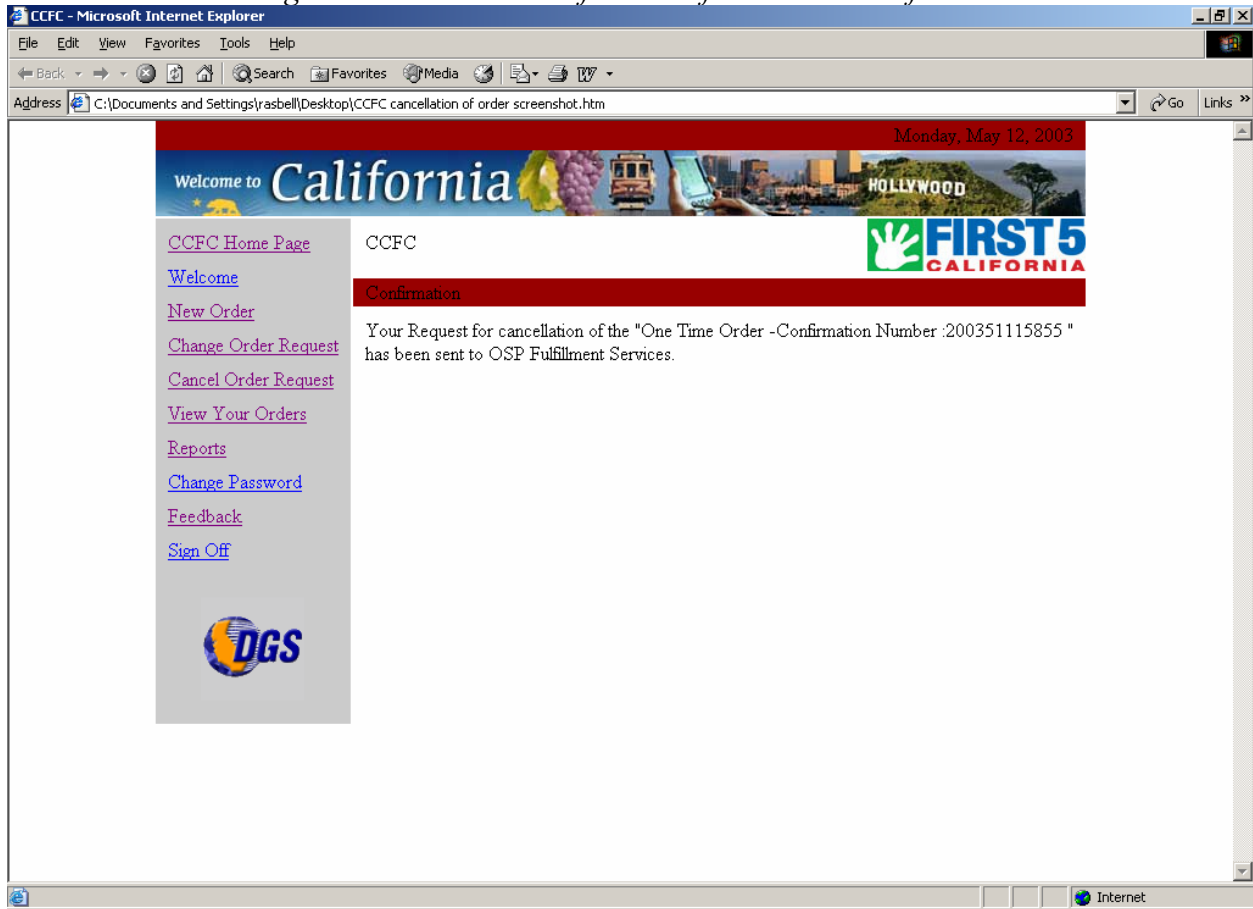 CCFC - Microsoft Internet Explorer
File Edit View Favorites Tools Help
Back Search Favorites Media
Address C:\Documents and Settings\rasbell\Desktop\CCFC cancellation of order screenshot.htm Go Links »
Monday, May 12, 2003
Welcome to California
HOLLYWOOD
CCFC Home Page
Welcome
New Order
Change Order Request
Cancel Order Request
View Your Orders
Reports
Change Password
Feedback
Sign Off
DGS
CCFC
FIRST 5
CALIFORNIA
Confirmation
Your Request for cancellation of the "One Time Order -Confirmation Number :200351115855 "
has been sent to OSP Fulfillment Services.
Internet